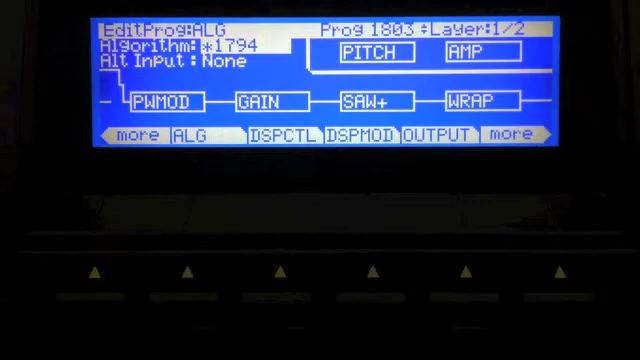 EditProg:ALG Prog 1803 ÷Layer:1/2
Algorithm:*1794
Alt Input :None
PITCH AMP
PWMOD GAIN SAW+ WRAP
more ALG DSPCTL DSPMOD OUTPUT more